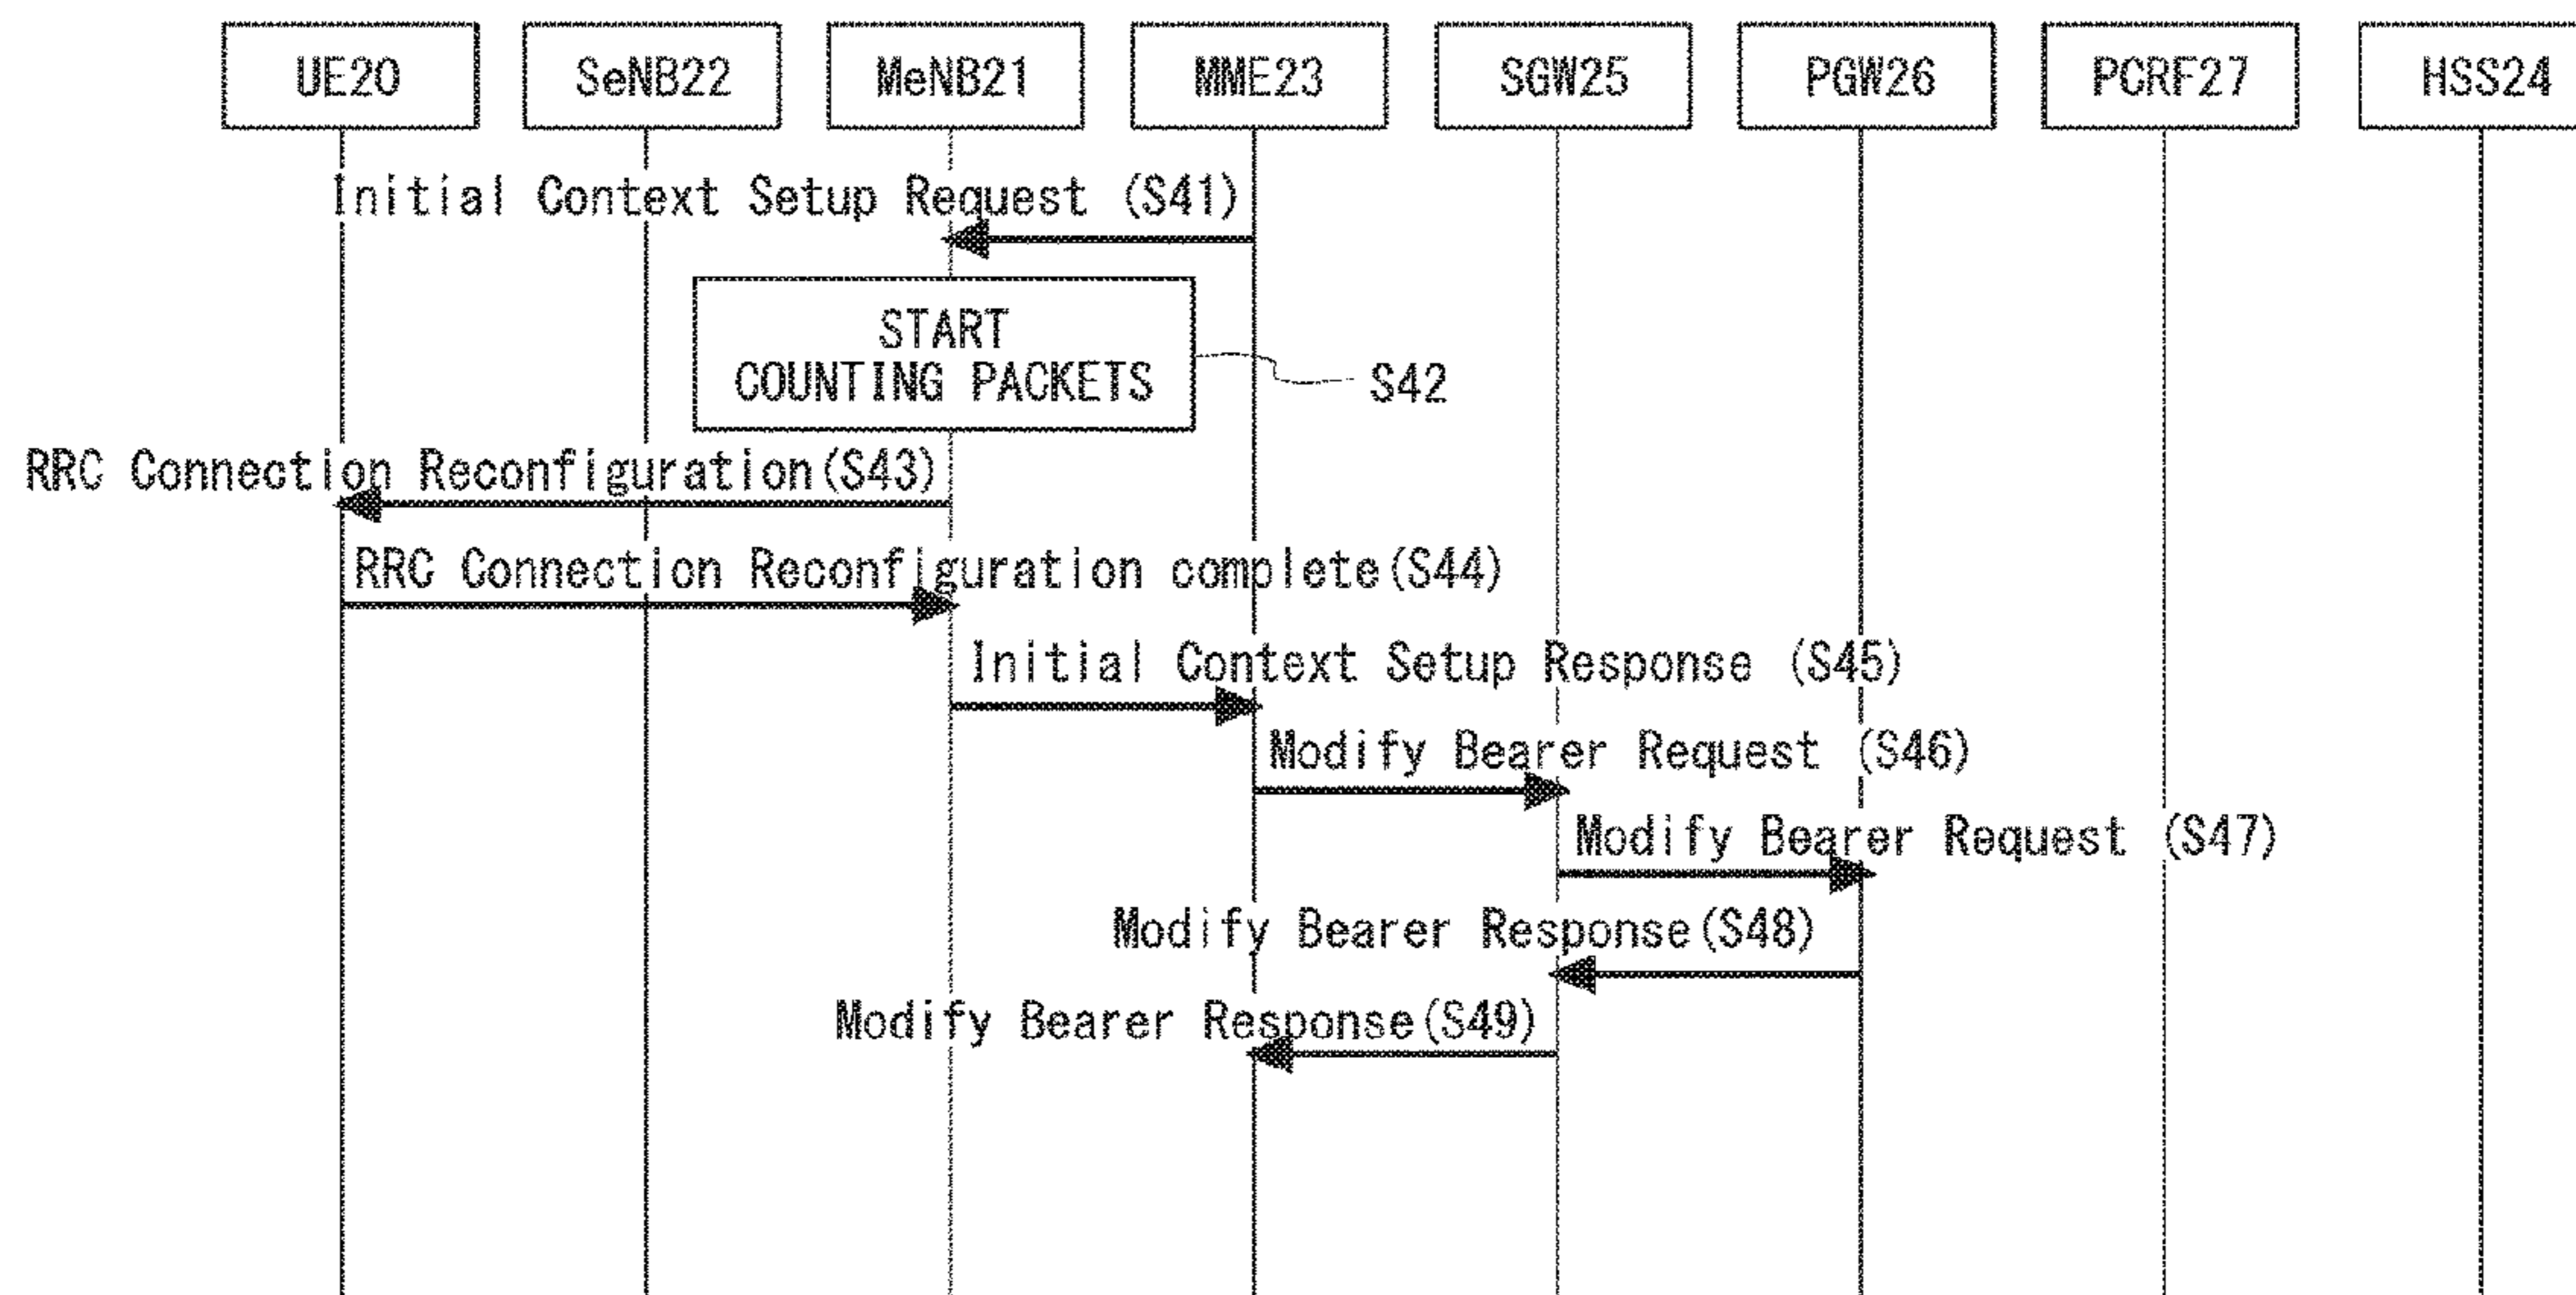 UE20
SeNB22
MeNB21
MME23
SGW25
PGW26
PCRF27
HSS24
Initial Context Setup Request (S41)
START
COUNTING PACKETS
S42
RRC Connection Reconfiguration(S43)
RRC Connection Reconfiguration complete(S44)
Initial Context Setup Response (S45)
Modify Bearer Request (S46)
Modify Bearer Request (S47)
Modify Bearer Response(S48)
Modify Bearer Response(S49)